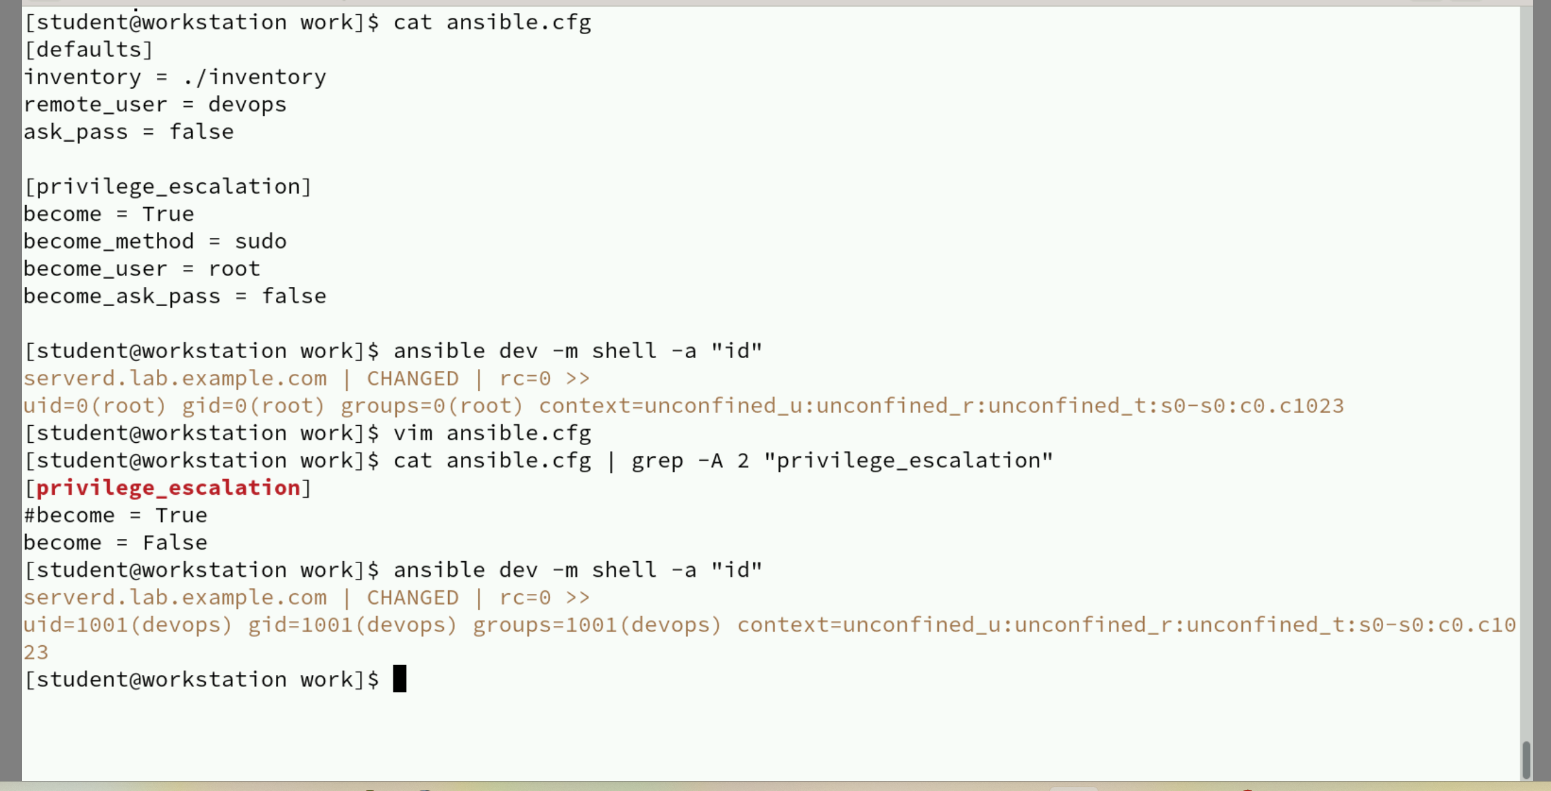 [student@workstation work]$ cat ansible.cfg
[defaults]
inventory = ./inventory
remote_user = devops
ask_pass = false
[privilege_escalation]
become = True
become_method = sudo
become_user = root
become_ask_pass = false
[student@workstation work]$ ansible dev -m shell -a "id"
serverd.lab.example.com | CHANGED | rc=0 >>
uid=0(root) gid=0(root) groups=0(root) context=unconfined_u:unconfined_r:unconfined_t:s0-s0:c0.c1023
[student@workstation work]$ vim ansible.cfg
[student@workstation work]$ cat ansible.cfg | grep -A 2 "privilege_escalation"
[privilege_escalation]
#become = True
become = False
[student@workstation work]$ ansible dev -m shell -a "id"
serverd.lab.example.com | CHANGED | rc=0 >>
uid=1001(devops) gid=1001(devops) groups=1001(devops) context=unconfined_u:unconfined_r:unconfined_t:s0-s0:c0.c10
23
[student@workstation work]$